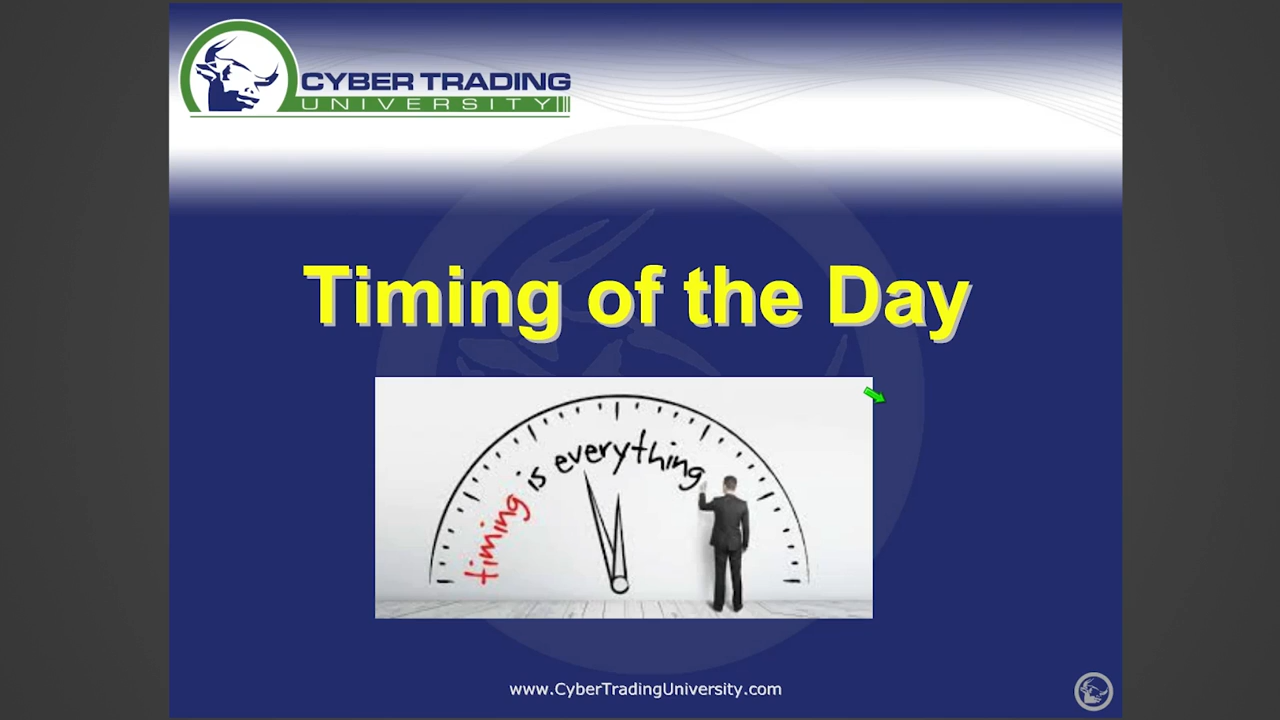 CYBER TRADING
UNIVERSITY
Timing of the Day
timing is everything
www.CyberTradingUniversity.com